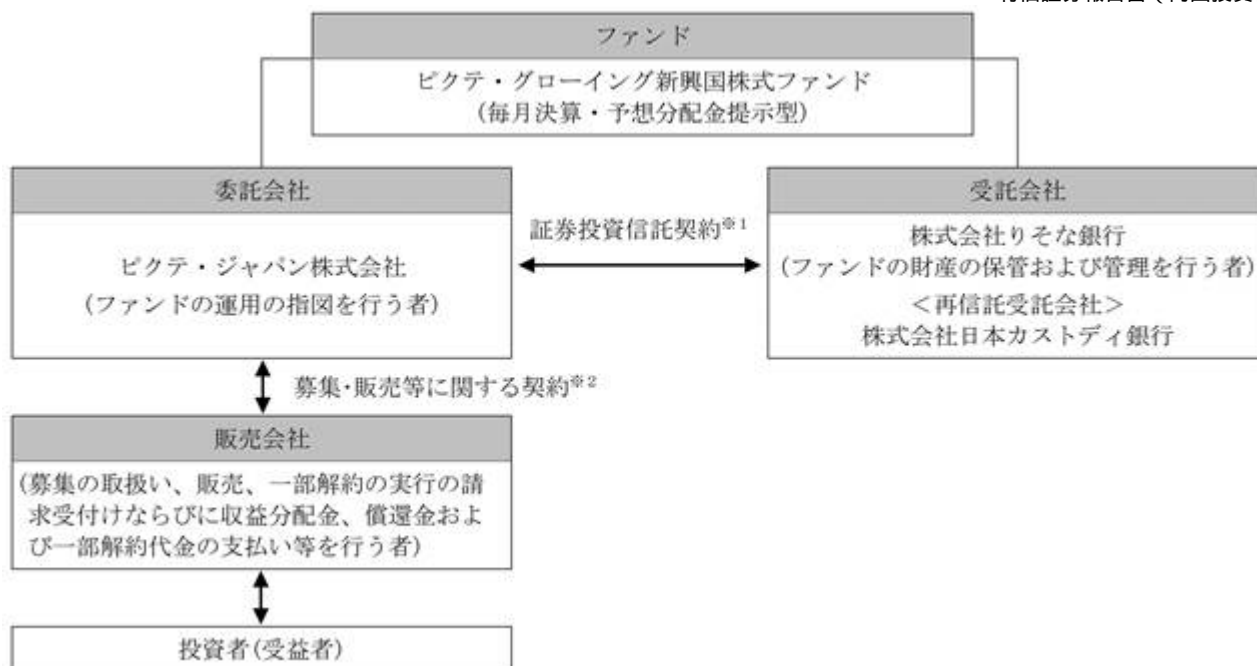 ファンド
ピクテ・グローイング新興国株式ファンド
(毎月決算・予想分配金提示型)
委託会社
ピクテ・ジャパン株式会社
(ファンドの運用の指図を行う者)
証券投資信託契約※1
受託会社
株式会社りそな銀行
(ファンドの財産の保管および管理を行う者)
＜再信託受託会社＞
株式会社日本カストディ銀行
募集・販売等に関する契約※2
販売会社
(募集の取扱い、販売、一部解約の実行の請
求受付けならびに収益分配金、償還金およ
び一部解約代金の支払い等を行う者)
投資者(受益者)